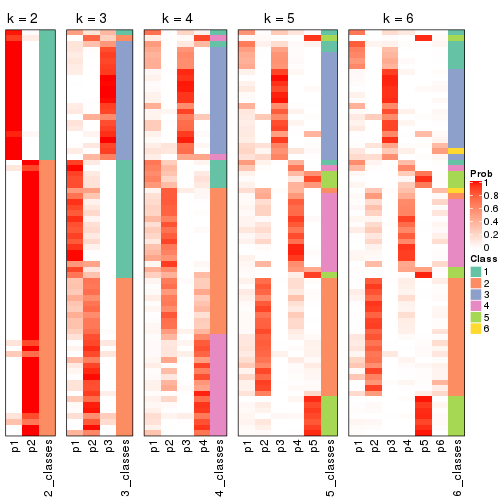 k = 2
k = 3
k = 4
k = 5
k = 6
Prob
1
0.8
0.6
0.4
0.2
0
Class
1
2
3
4
5
6
p1
p2
2_classes
p1
p2
p3
3_classes
p1
p2
p3
p4
4_classes
p1
p2
p3
p4
p5
5_classes
p1
p2
p3
p4
p5
p6
6_classes